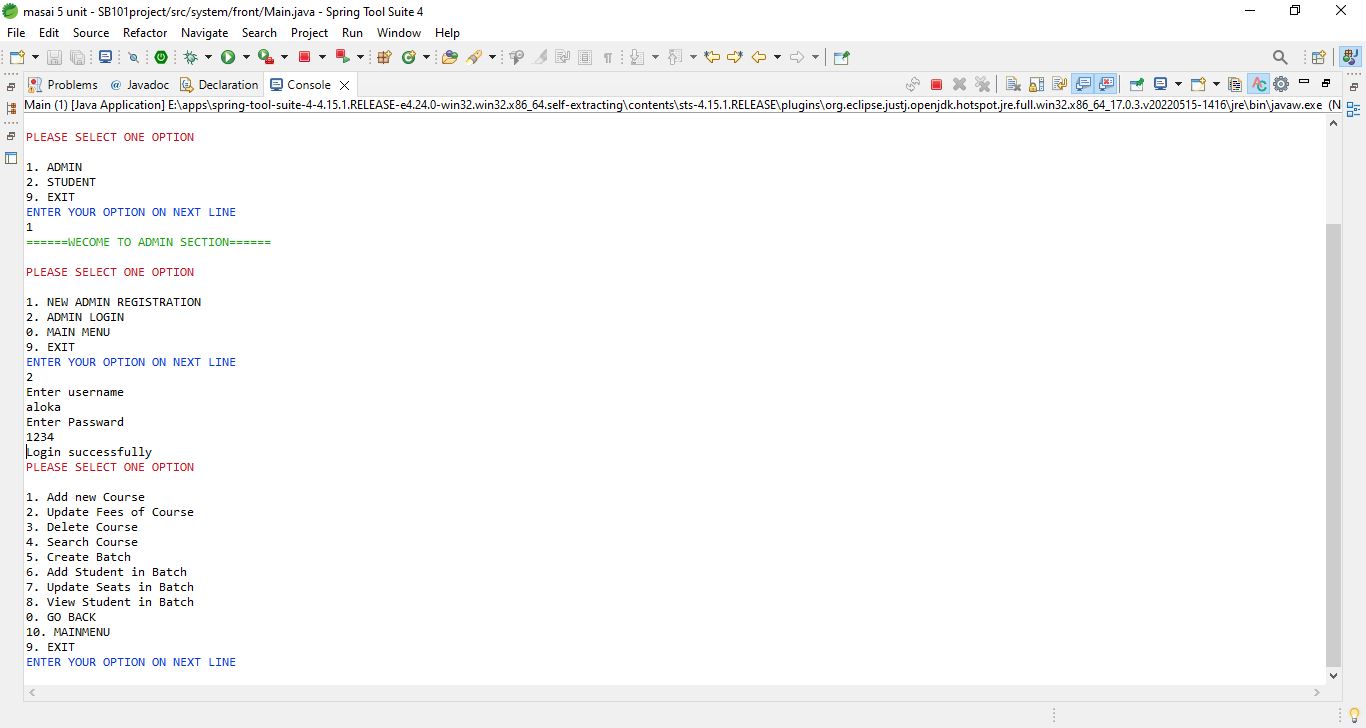 masai 5 unit - SB101project/src/system/front/Main.java - Spring Tool Suite 4
File Edit Source Refactor Navigate Search Project Run Window Help
Problems @ Javadoc Declaration Console
Main (1) [Java Application] E:\apps\spring-tool-suite-4-4.15.1.RELEASE-e4.24.0-win32.win32.x86_64.self-extracting\contents\sts-4.15.1.RELEASE\plugins\org.eclipse.justj.openjdk.hotspot.jre.full.win32.x86_64_17.0.3.v20220515-1416\jre\bin\javaw.exe (N
PLEASE SELECT ONE OPTION
1. ADMIN
2. STUDENT
9. EXIT
ENTER YOUR OPTION ON NEXT LINE
1
======WECOME TO ADMIN SECTION======
PLEASE SELECT ONE OPTION
1. NEW ADMIN REGISTRATION
2. ADMIN LOGIN
0. MAIN MENU
9. EXIT
ENTER YOUR OPTION ON NEXT LINE
2
Enter username
aloka
Enter Passward
1234
Login successfully
PLEASE SELECT ONE OPTION
1. Add new Course
2. Update Fees of Course
3. Delete Course
4. Search Course
5. Create Batch
6. Add Student in Batch
7. Update Seats in Batch
8. View Student in Batch
0. GO BACK
10. MAINMENU
9. EXIT
ENTER YOUR OPTION ON NEXT LINE